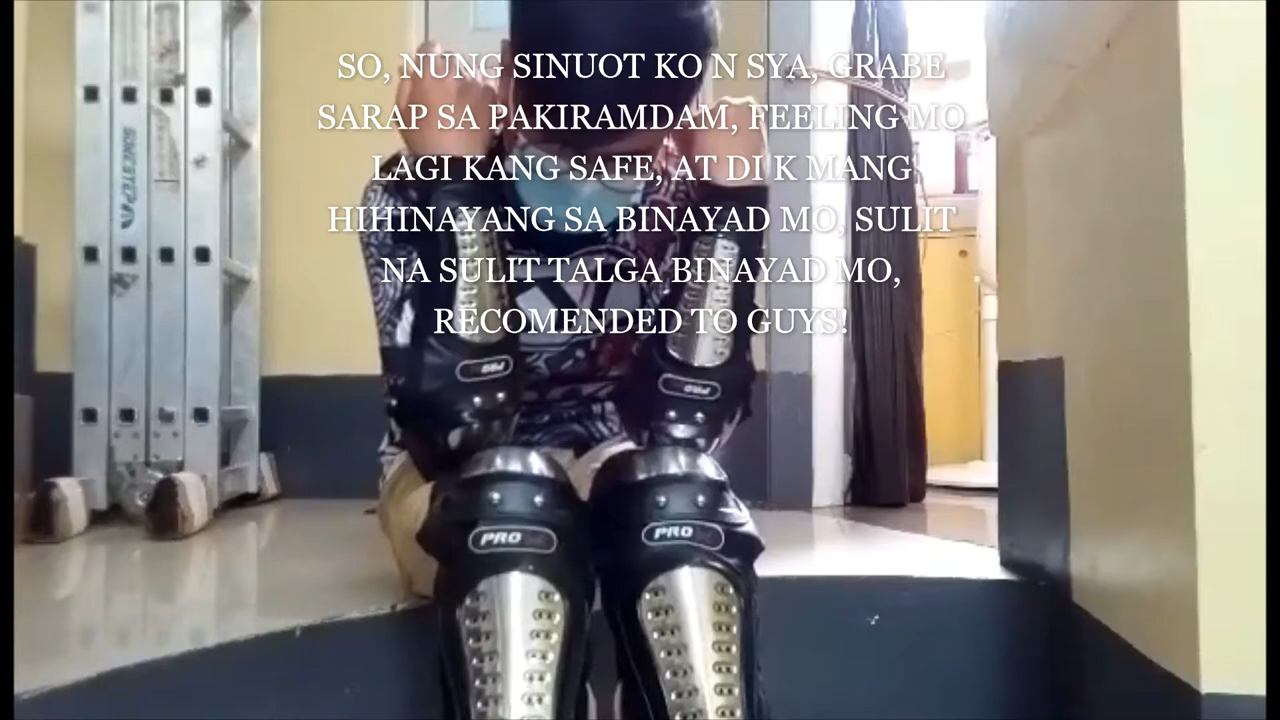 SO, NUNG SINUOT KO N SYA, GRABE
SARAP SA PAKIRAMDAM, FEELING MO
LAGI KANG SAFE, AT DI K MANG
HIHINAYANG SA BINAYAD MO, SULIT
NA SULIT TALGA BINAYAD MO,
RECOMENDED TO GUYS!
PRO
PRO
PRO
PRO